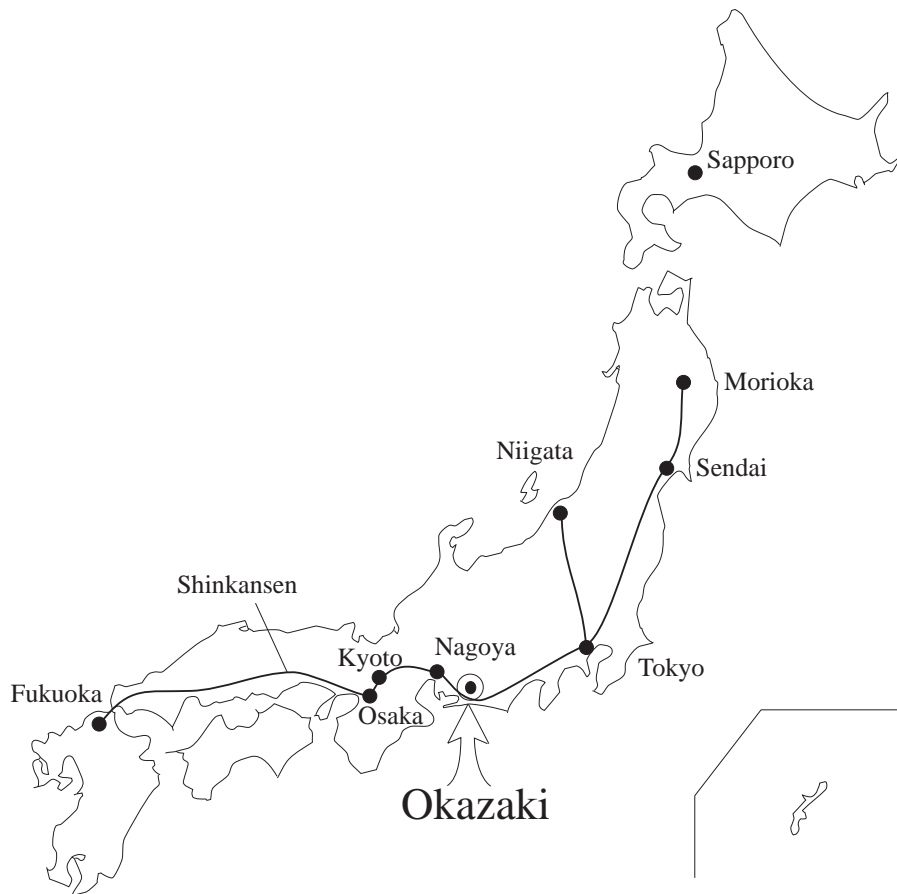 Sapporo
Morioka
Niigata
Sendai
Shinkansen
Nagoya
Kyoto
Tokyo
Fukuoka
Osaka
Okazaki